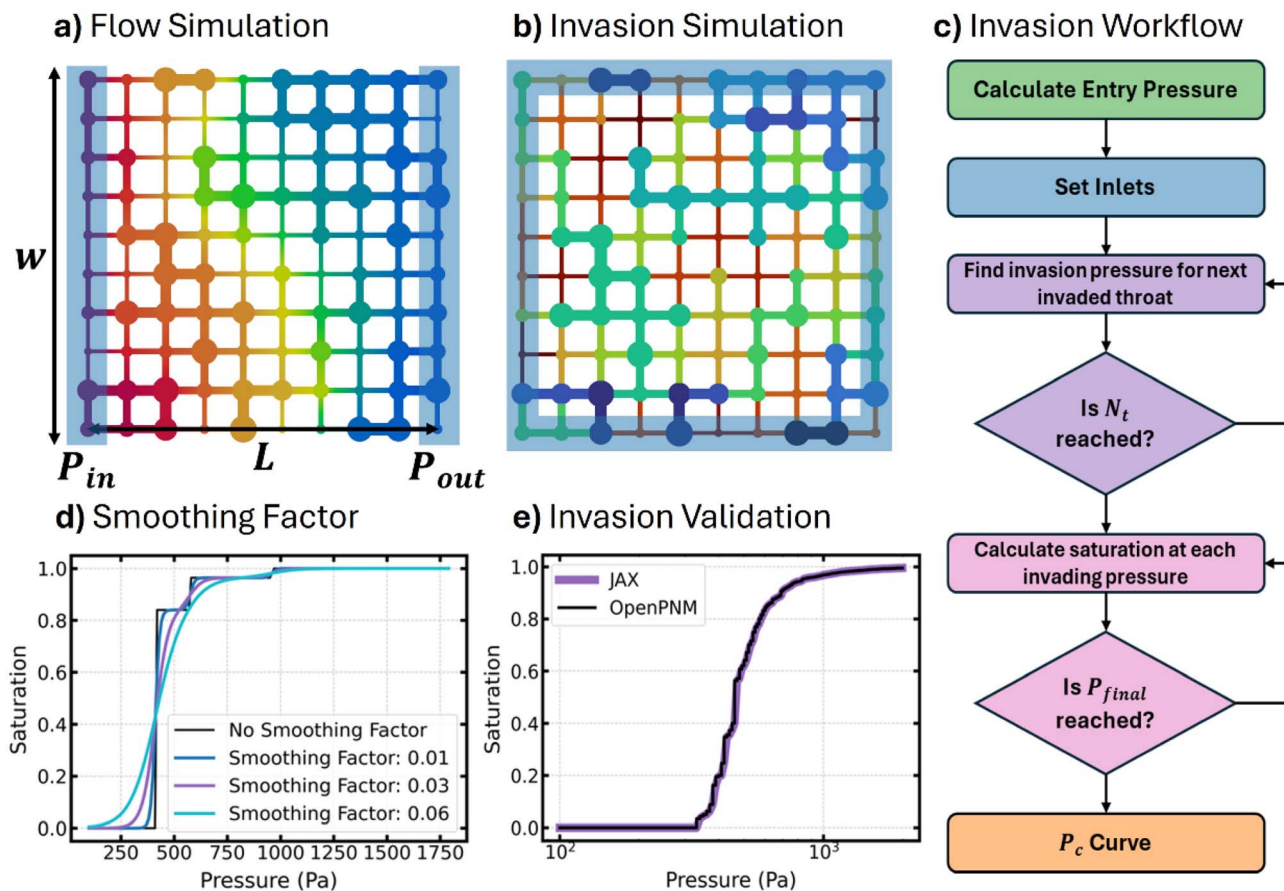 a) Flow Simulation
W
P_in
L
P_out
b) Invasion Simulation
c) Invasion Workflow
Calculate Entry Pressure
Set Inlets
Find invasion pressure for next
invaded throat
Is N_t
reached?
Calculate saturation at each
invading pressure
Is P_final
reached?
P_c Curve
d) Smoothing Factor
Saturation
1.0
0.8
0.6
0.4
0.2
0.0
No Smoothing Factor
Smoothing Factor: 0.01
Smoothing Factor: 0.03
Smoothing Factor: 0.06
250 500 750 1000 1250 1500 1750
Pressure (Pa)
e) Invasion Validation
Saturation
1.0
0.8
0.6
0.4
0.2
0.0
JAX
OpenPNM
10² 10³
Pressure (Pa)